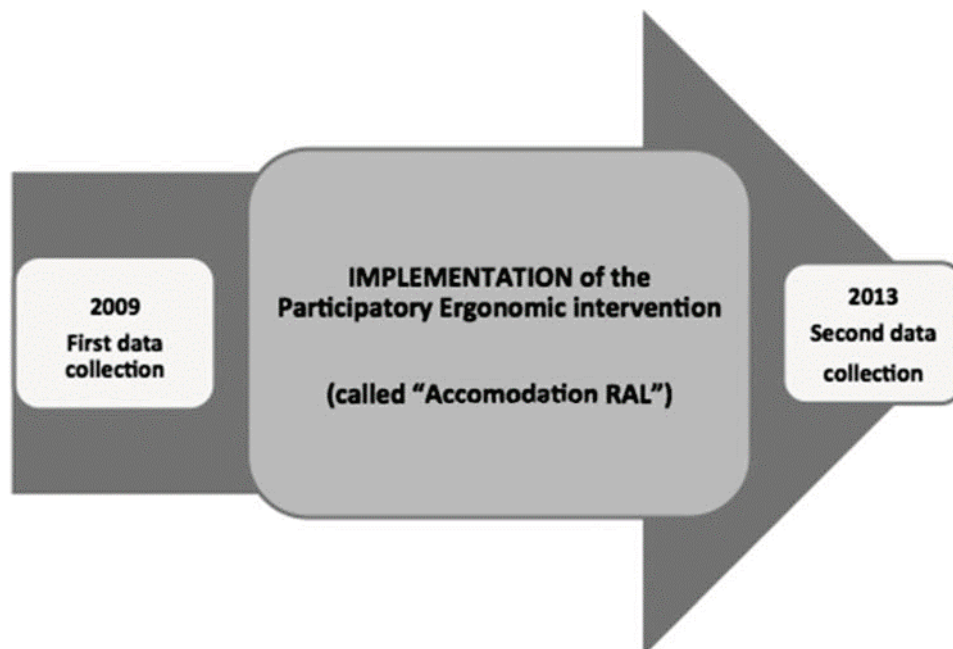 2009
First data
collection
IMPLEMENTATION of the
Participatory Ergonomic intervention
(called “Accomodation RAL”)
2013
Second data
collection